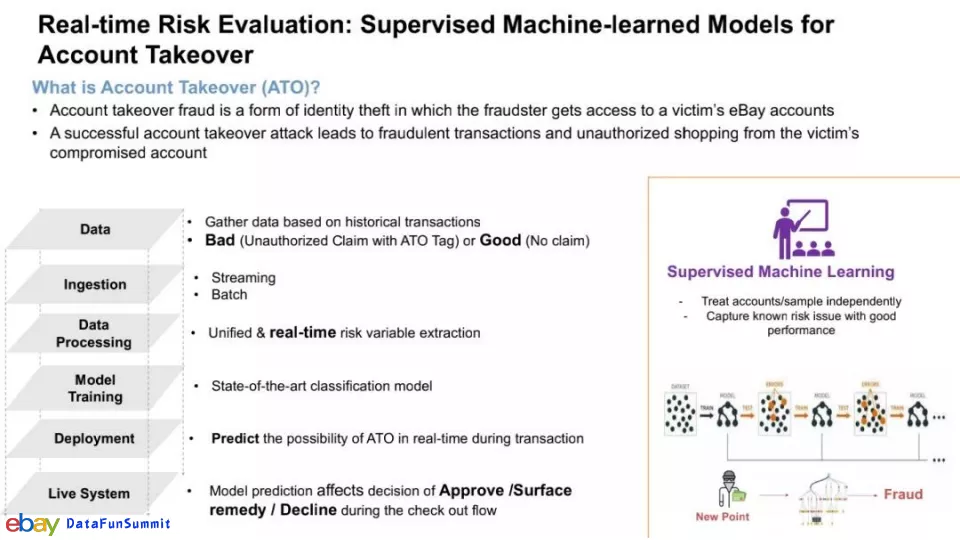 Real-time Risk Evaluation: Supervised Machine-learned Models for
Account Takeover
What is Account Takeover (ATO)?
• Account takeover fraud is a form of identity theft in which the fraudster gets access to a victim's eBay accounts
• A successful account takeover attack leads to fraudulent transactions and unauthorized shopping from the victim's
compromised account
Data
• Gather data based on historical transactions
• Bad (Unauthorized Claim with ATO Tag) or Good (No claim)
Ingestion
• Streaming
• Batch
Data
Processing
• Unified & real-time risk variable extraction
Model
Training
• State-of-the-art classification model
Deployment
• Predict the possibility of ATO in real-time during transaction
Live System
• Model prediction affects decision of Approve /Surface
remedy / Decline during the check out flow
Supervised Machine Learning
- Treat accounts/sample independently
- Capture known risk issue with good
performance
DATASET MODEL ERRORS MODEL ERRORS MODEL
TRAIN TEST TRAIN TEST TRAIN
New Point
Fraud
ebay DataFunSummit